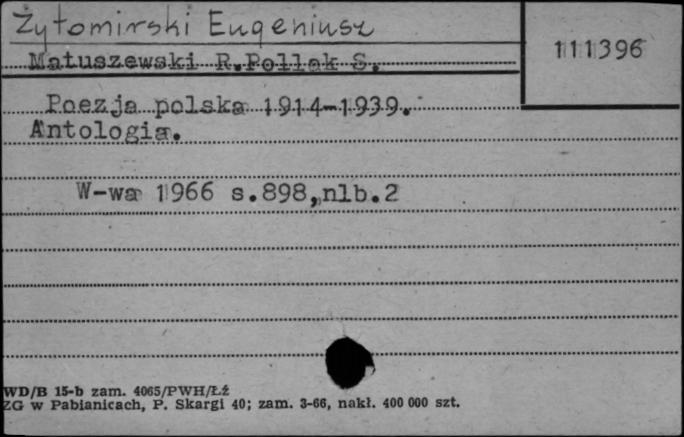 Żytomirski Eugeniusz
111396
Matuszewski R.Pollak S.
Poezja polska 1914-1939.
Antologia.
W-wa 1966 s.898,nlb.2
WD/B 15-b zam. 4065/PWH/Łź
ZG w Pabianicach, P. Skargi 40; zam. 3-66, nakł. 400 000 szt.